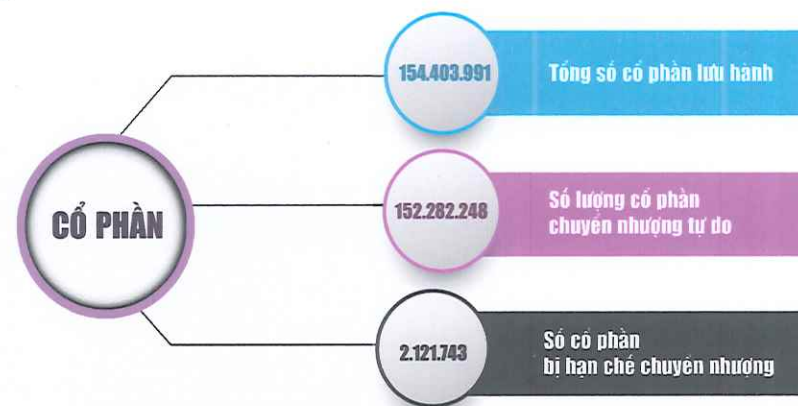 154.403.991
Tổng số cổ phần lưu hành
CỔ PHẦN
152.282.248
Số lượng cổ phần
chuyển nhượng tự do
2.121.743
Số cổ phần
bị hạn chế chuyển nhượng